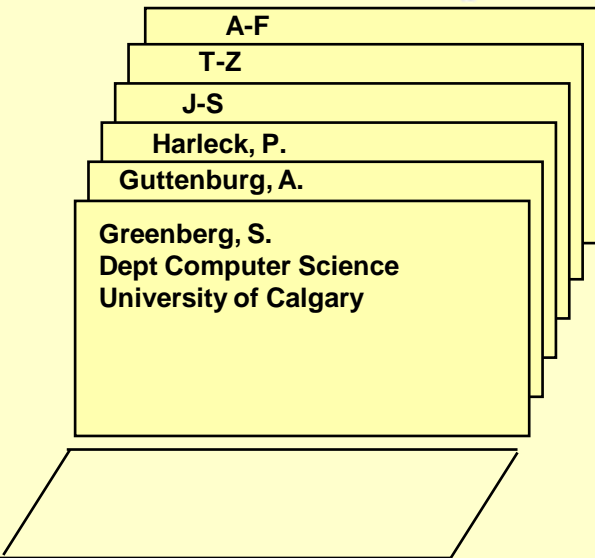 A-F
T-Z
J-S
Harleck, P.
Guttenburg, A.
Greenberg, S.
Dept Computer Science
University of Calgary